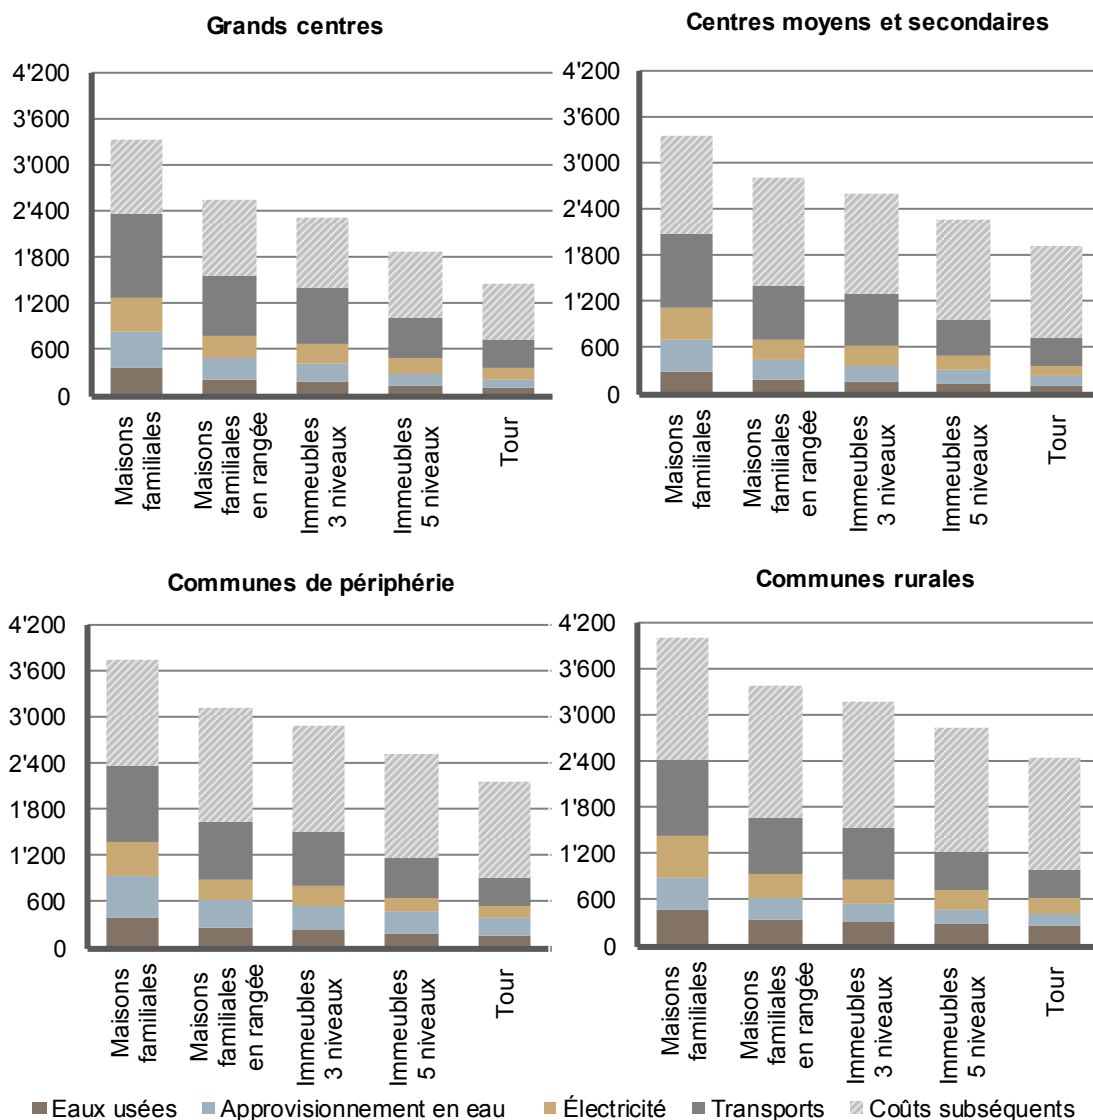 Grands centres
4'200
3'600
3'000
2'400
1'800
1'200
600
0
Maisons
familiales
Maisons
familiales
en rangée
Immeubles
3 niveaux
Immeubles
5 niveaux
Tour
Centres moyens et secondaires
4'200
3'600
3'000
2'400
1'800
1'200
600
0
Maisons
familiales
Maisons
familiales
en rangée
Immeubles
3 niveaux
Immeubles
5 niveaux
Tour
Communes de périphérie
4'200
3'600
3'000
2'400
1'800
1'200
600
0
Maisons
familiales
Maisons
familiales
en rangée
Immeubles
3 niveaux
Immeubles
5 niveaux
Tour
Communes rurales
4'200
3'600
3'000
2'400
1'800
1'200
600
0
Maisons
familiales
Maisons
familiales
en rangée
Immeubles
3 niveaux
Immeubles
5 niveaux
Tour
Eaux usées Approvisionnement en eau Électricité Transports Coûts subséquents